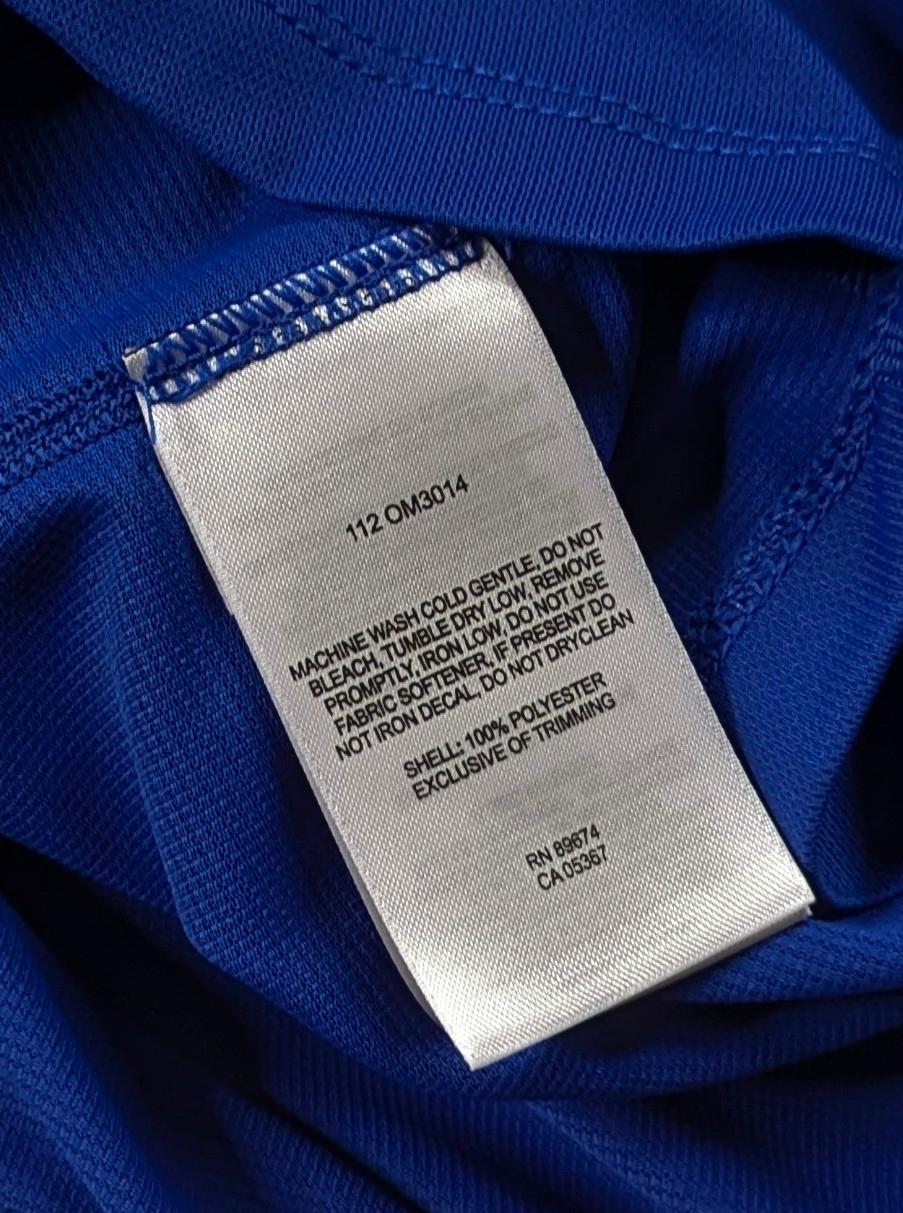 112 OM3014
MACHINE WASH COLD GENTLE, DO NOT
BLEACH, TUMBLE DRY LOW, REMOVE
PROMPTLY, IRON LOW, DO NOT USE
FABRIC SOFTENER, IF PRESENT DO
NOT IRON DECAL, DO NOT DRYCLEAN
SHELL: 100% POLYESTER
EXCLUSIVE OF TRIMMING
RN 89674
CA 05367